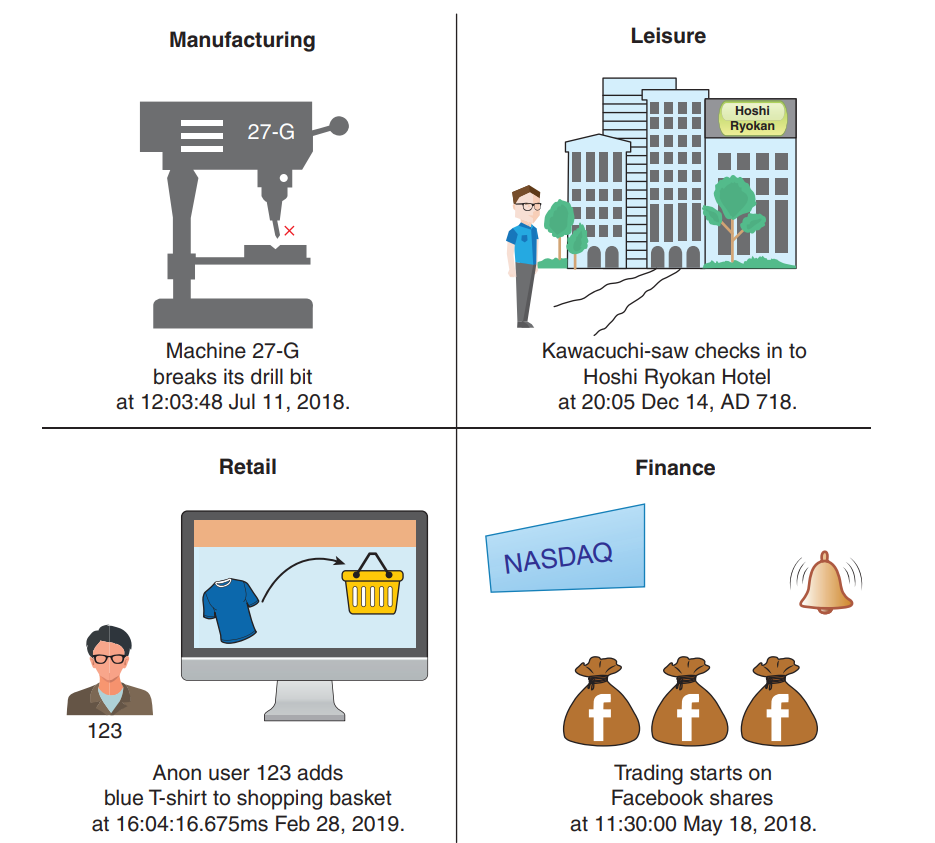 Manufacturing
27-G
Machine 27-G
breaks its drill bit
at 12:03:48 Jul 11, 2018.
Leisure
Hoshi
Ryokan
Kawacuchi-saw checks in to
Hoshi Ryokan Hotel
at 20:05 Dec 14, AD 718.
Retail
123
Anon user 123 adds
blue T-shirt to shopping basket
at 16:04:16.675ms Feb 28, 2019.
Finance
NASDAQ
f f f
Trading starts on
Facebook shares
at 11:30:00 May 18, 2018.